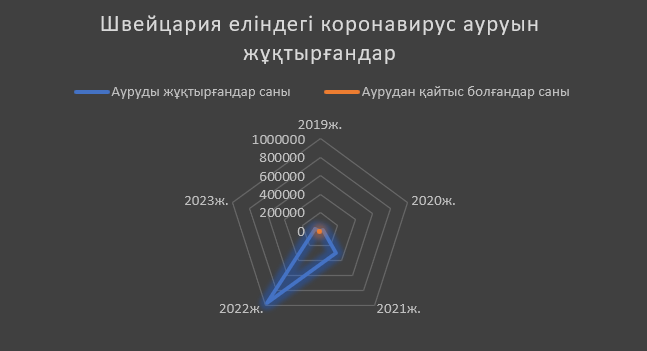 Швейцария еліндегі коронавирус ауруын
жұқтырғандар
Ауруды жұқтырғандар саны
Аурудан қайтыс болғандар саны
2019ж.
1000000
800000
600000
400000
200000
0
2023ж.
2020ж.
2022ж.
2021ж.